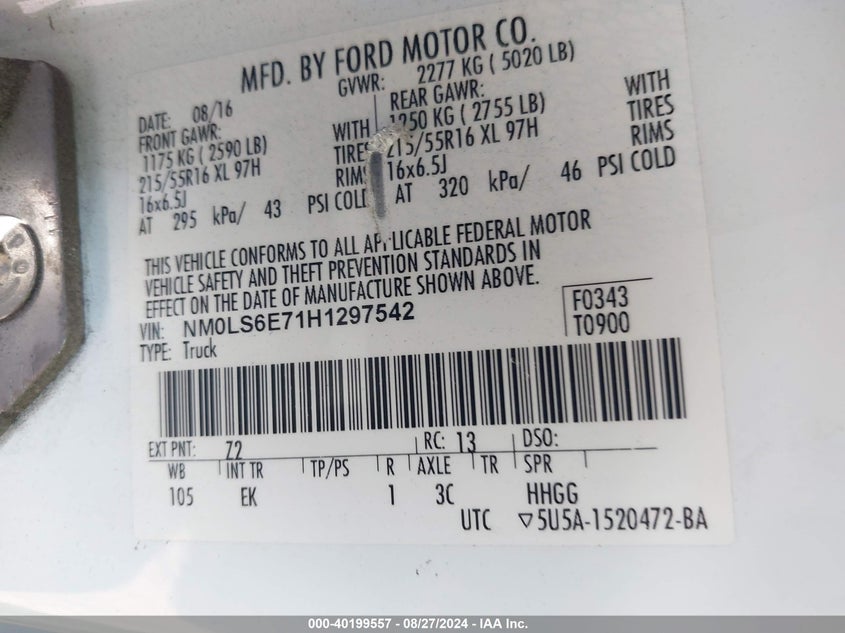 MFD. BY FORD MOTOR CO.
DATE: 08/16 GVWR: 2277 KG ( 5020 LB)
FRONT GAWR: REAR GAWR:
1175 KG ( 2590 LB) WITH 1250 KG ( 2755 LB) WITH
215/55R16 XL 97H TIRES 215/55R16 XL 97H TIRES
16x6.5J RIMS 16x6.5J RIMS
AT 295 kPa/ 43 PSI COLD AT 320 kPa/ 46 PSI COLD
THIS VEHICLE CONFORMS TO ALL APPLICABLE FEDERAL MOTOR
VEHICLE SAFETY AND THEFT PREVENTION STANDARDS IN
EFFECT ON THE DATE OF MANUFACTURE SHOWN ABOVE.
VIN: NM0LS6E71H1297542 F0343
TYPE: Truck T0900
EXT PNT: Z2 RC: 13 DSO:
WB INT TR TP/PS R AXLE TR SPR
105 EK 1 3C HHGG
UTC ▽5U5A-1520472-BA
000-40199557 - 08/27/2024 - IAA Inc.